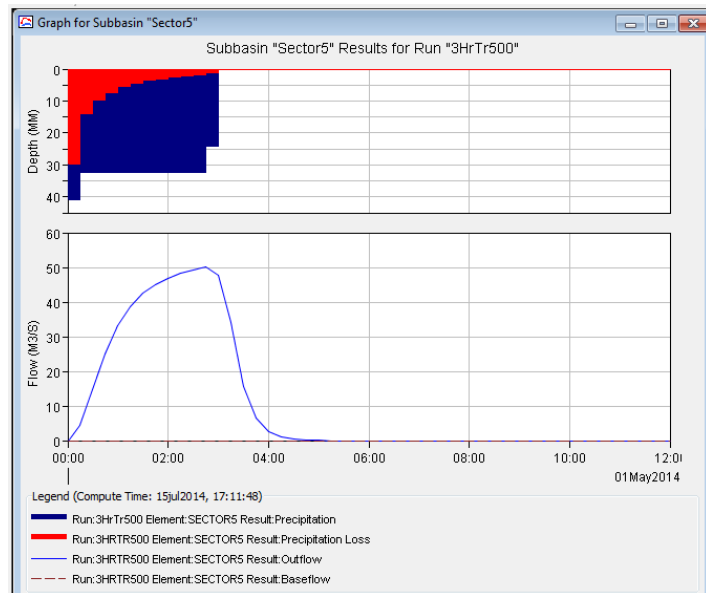 Graph for Subbasin "Sector5"
Subbasin "Sector5" Results for Run "3HrTr500"
0
10
20
30
40
Depth (MM)
60
50
40
30
20
10
0
Flow (M3/S)
00:00 02:00 04:00 06:00 08:00 10:00 12:0
01May2014
Legend (Compute Time: 15jul2014, 17:11:48)
Run:3HrTr500 Element:SECTOR5 Result:Precipitation
Run:3HRTR500 Element:SECTOR5 Result:Precipitation Loss
Run:3HRTR500 Element:SECTOR5 Result:Outflow
Run:3HRTR500 Element:SECTOR5 Result:Baseflow